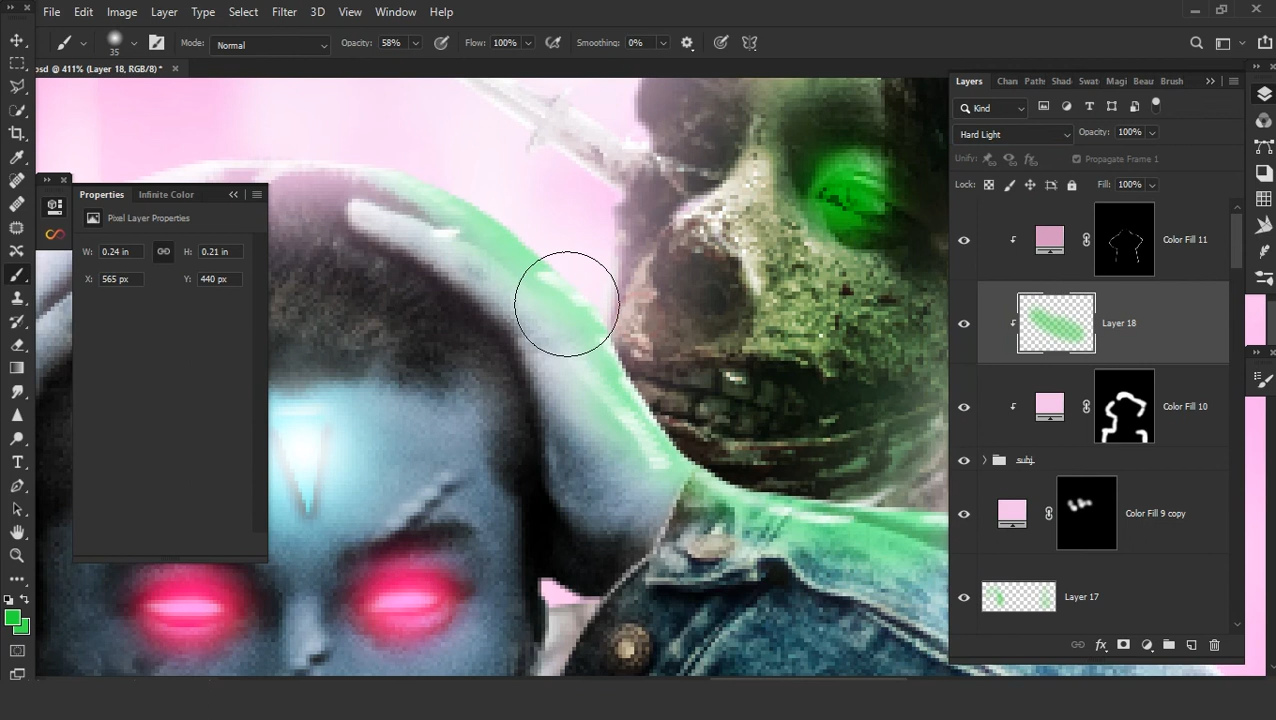 File Edit Image Layer Type Select Filter 3D View Window Help
35 Mode: Normal Opacity: 58% Flow: 100% Smoothing: 0%
psd @ 411% (Layer 18, RGB/8) *
Layers Chan Paths Shad Swat Magi Beau Brush
Kind
Hard Light Opacity: 100%
Unify: Propagate Frame 1
Lock: Fill: 100%
Properties Infinite Color
Pixel Layer Properties
W: 0.24 in H: 0.21 in
X: 565 px Y: 440 px
Color Fill 11
Layer 18
Color Fill 10
subj
Color Fill 9 copy
Layer 17